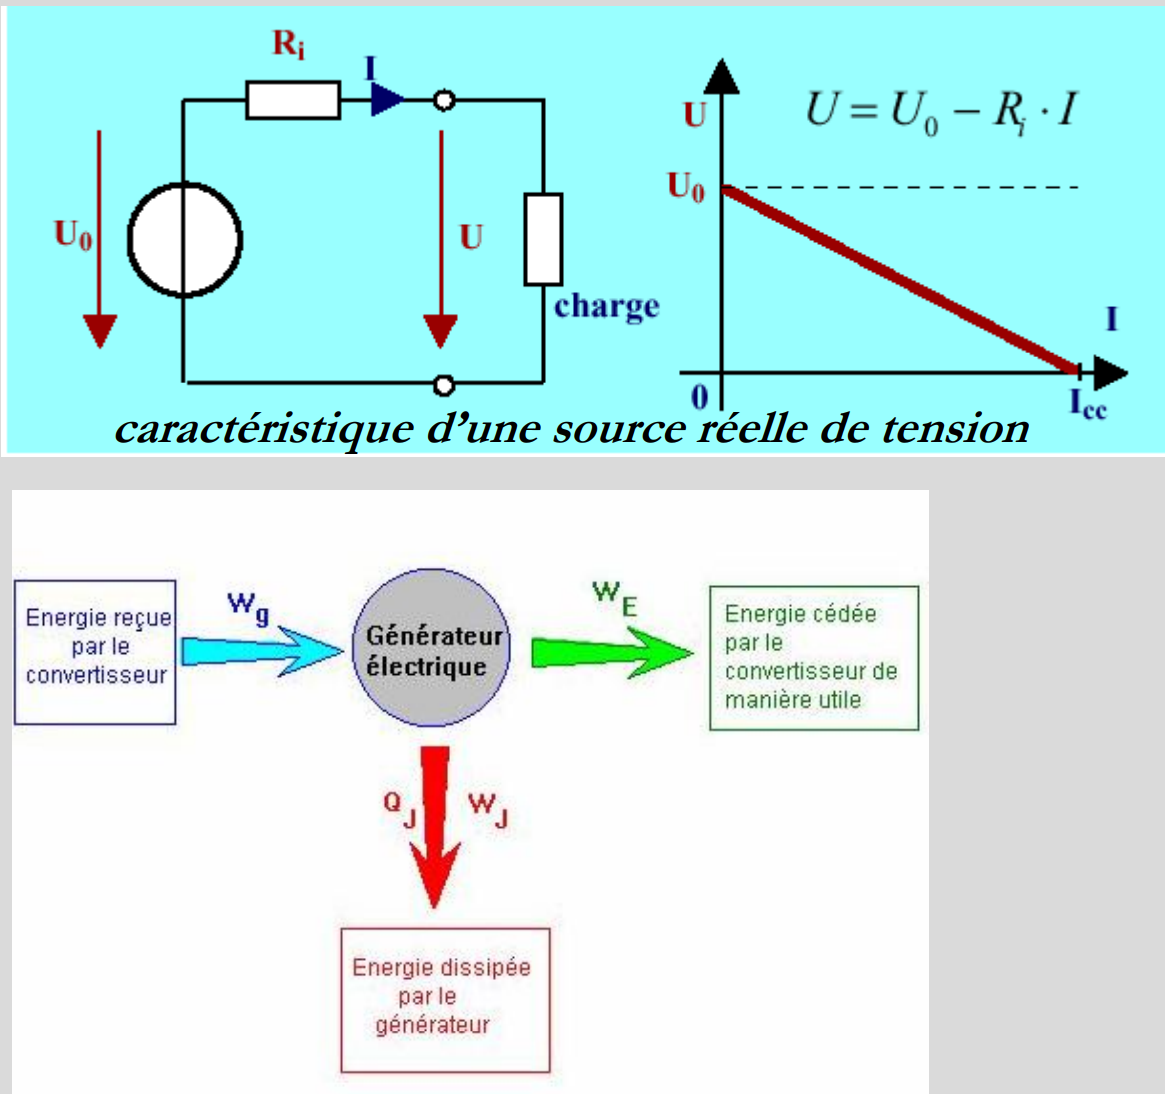 Ri
I
U0
U
charge
U
U = U0 − Ri · I
U0
I
0
Icc
caractéristique d'une source réelle de tension
Energie reçue
par le
convertisseur
Wg
Générateur
électrique
WE
Energie cédée
par le
convertisseur de
manière utile
QJ WJ
Energie dissipée
par le
générateur